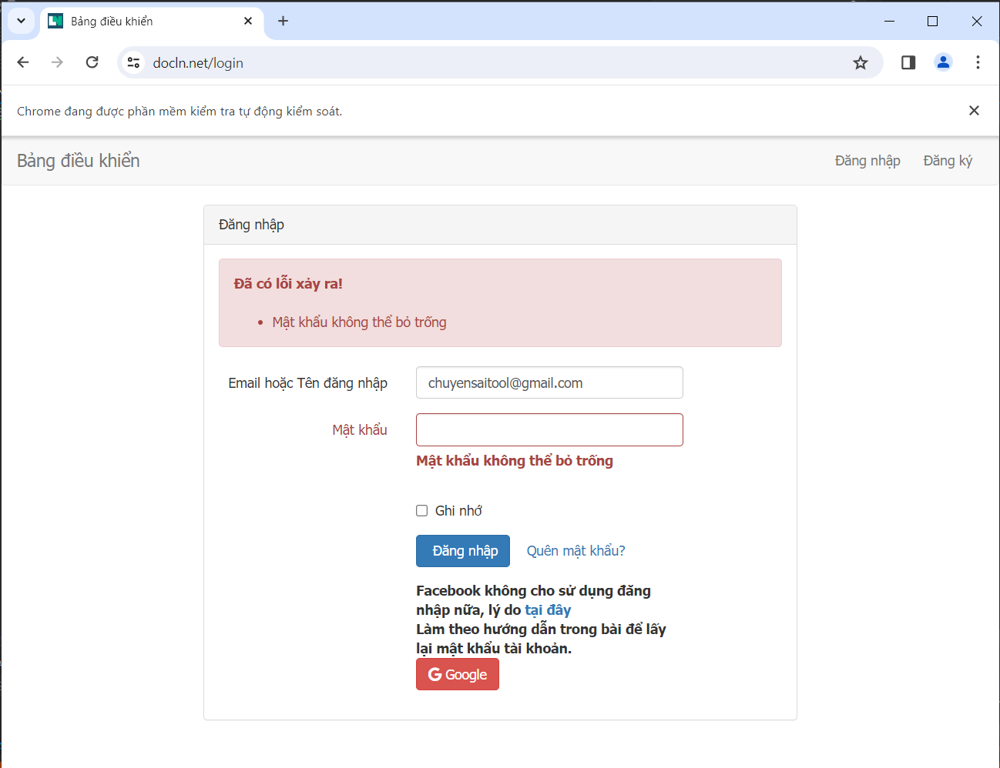 Bảng điều khiển
docln.net/login
Chrome đang được phần mềm kiểm tra tự động kiểm soát.
Bảng điều khiển
Đăng nhập
Đăng ký
Đăng nhập
Đã có lỗi xảy ra!
• Mật khẩu không thể bỏ trống
Email hoặc Tên đăng nhập
chuyensaitool@gmail.com
Mật khẩu
Mật khẩu không thể bỏ trống
Ghi nhớ
Đăng nhập
Quên mật khẩu?
Facebook không cho sử dụng đăng
nhập nữa, lý do tại đây
Làm theo hướng dẫn trong bài để lấy
lại mật khẩu tài khoản.
Google